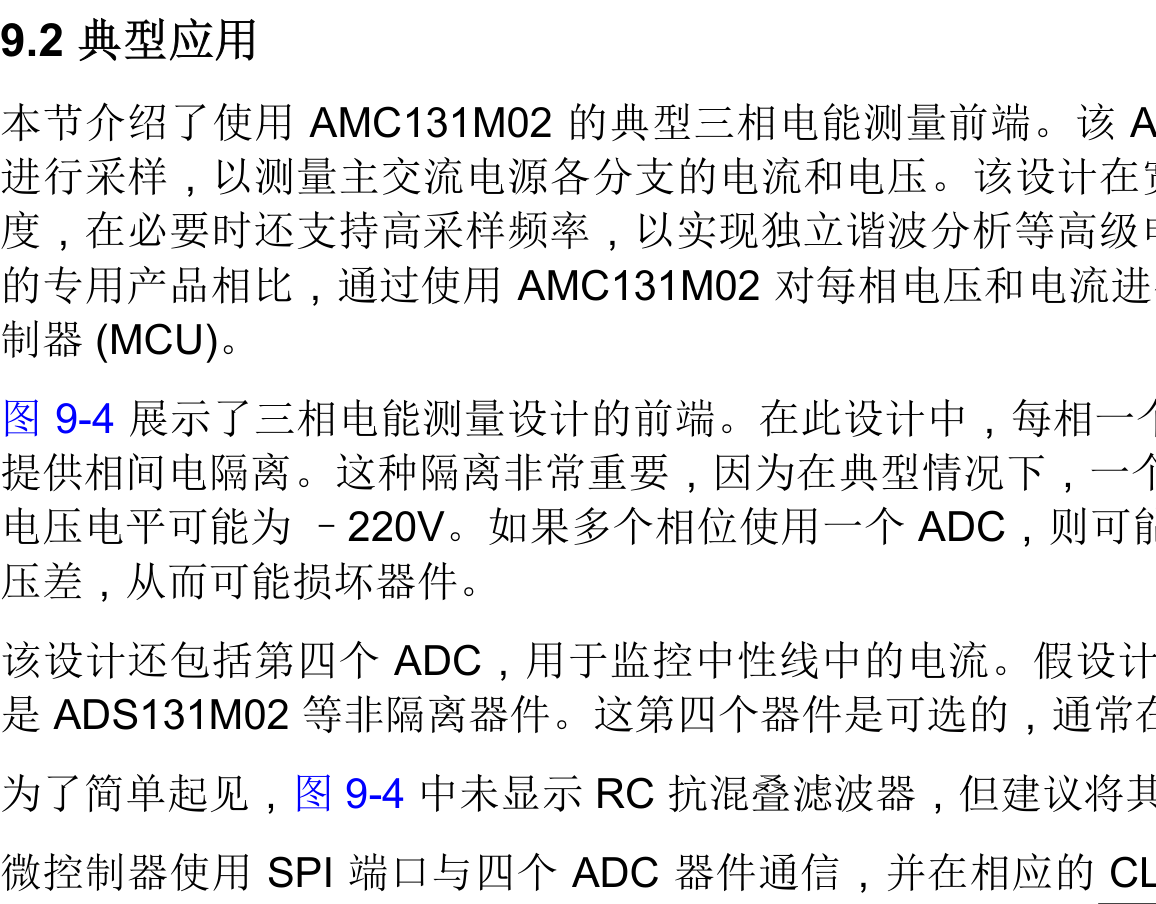 9.2 典型应用
本节介绍了使用 AMC131M02 的典型三相电能测量前端。该 A
进行采样，以测量主交流电源各分支的电流和电压。该设计在宽
度，在必要时还支持高采样频率，以实现独立谐波分析等高级电
的专用产品相比，通过使用 AMC131M02 对每相电压和电流进行
制器 (MCU)。
图 9-4 展示了三相电能测量设计的前端。在此设计中，每相一个
提供相间电隔离。这种隔离非常重要，因为在典型情况下，一个
电压电平可能为 －220V。如果多个相位使用一个 ADC，则可能
压差，从而可能损坏器件。
该设计还包括第四个 ADC，用于监控中性线中的电流。假设计
是 ADS131M02 等非隔离器件。这第四个器件是可选的，通常在
为了简单起见，图 9-4 中未显示 RC 抗混叠滤波器，但建议将其
微控制器使用 SPI 端口与四个 ADC 器件通信，并在相应的 CL